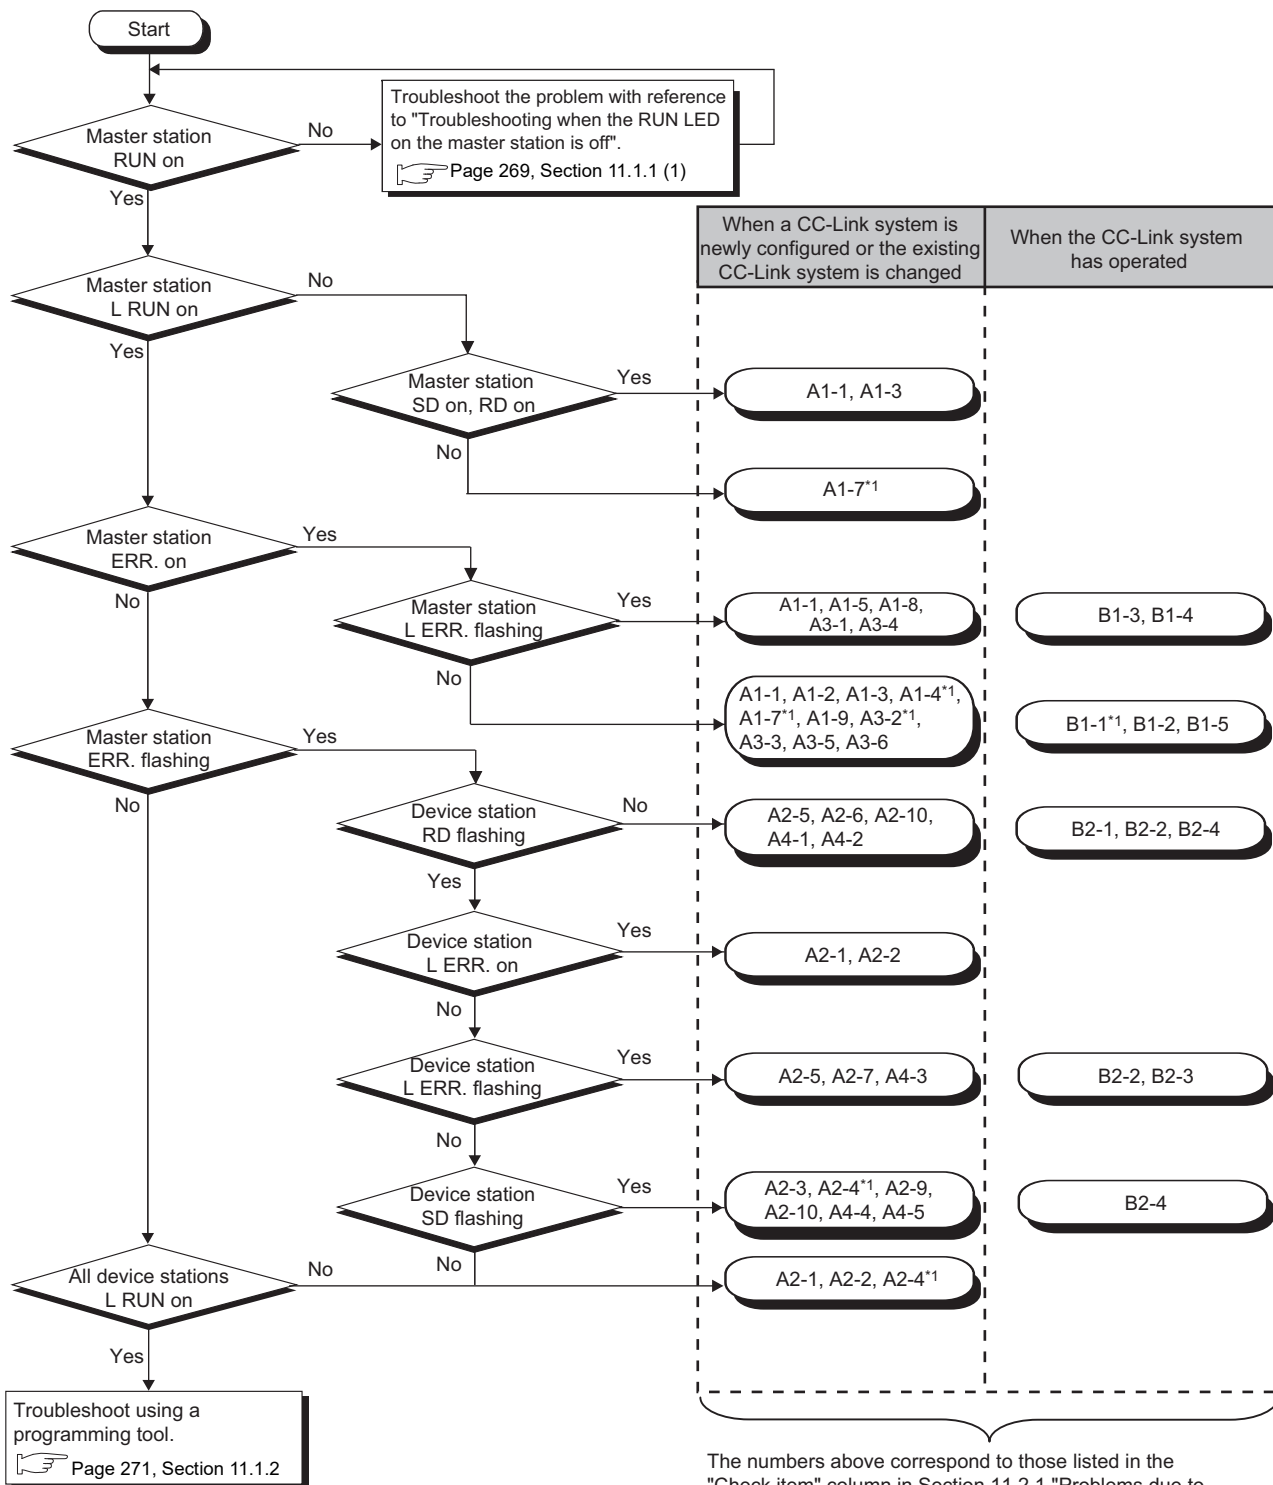 Start
Master station
RUN on
No
Yes
Troubleshoot the problem with reference
to "Troubleshooting when the RUN LED
on the master station is off".
Page 269, Section 11.1.1 (1)
When a CC-Link system is
newly configured or the existing
CC-Link system is changed
When the CC-Link system
has operated
Master station
L RUN on
No
Yes
Master station
SD on, RD on
Yes
A1-1, A1-3
No
A1-7*1
Master station
ERR. on
Yes
No
Master station
L ERR. flashing
Yes
A1-1, A1-5, A1-8,
A3-1, A3-4
B1-3, B1-4
No
A1-1, A1-2, A1-3, A1-4*1,
A1-7*1, A1-9, A3-2*1,
A3-3, A3-5, A3-6
B1-1*1, B1-2, B1-5
Master station
ERR. flashing
Yes
No
Device station
RD flashing
No
A2-5, A2-6, A2-10,
A4-1, A4-2
B2-1, B2-2, B2-4
Yes
Device station
L ERR. on
Yes
A2-1, A2-2
No
Device station
L ERR. flashing
Yes
A2-5, A2-7, A4-3
B2-2, B2-3
No
Device station
SD flashing
Yes
A2-3, A2-4*1, A2-9,
A2-10, A4-4, A4-5
B2-4
No
All device stations
L RUN on
No
A2-1, A2-2, A2-4*1
Yes
Troubleshoot using a
programming tool.
Page 271, Section 11.1.2
The numbers above correspond to those listed in the
"Check item" column in Section 11.2.1 "Problems due to